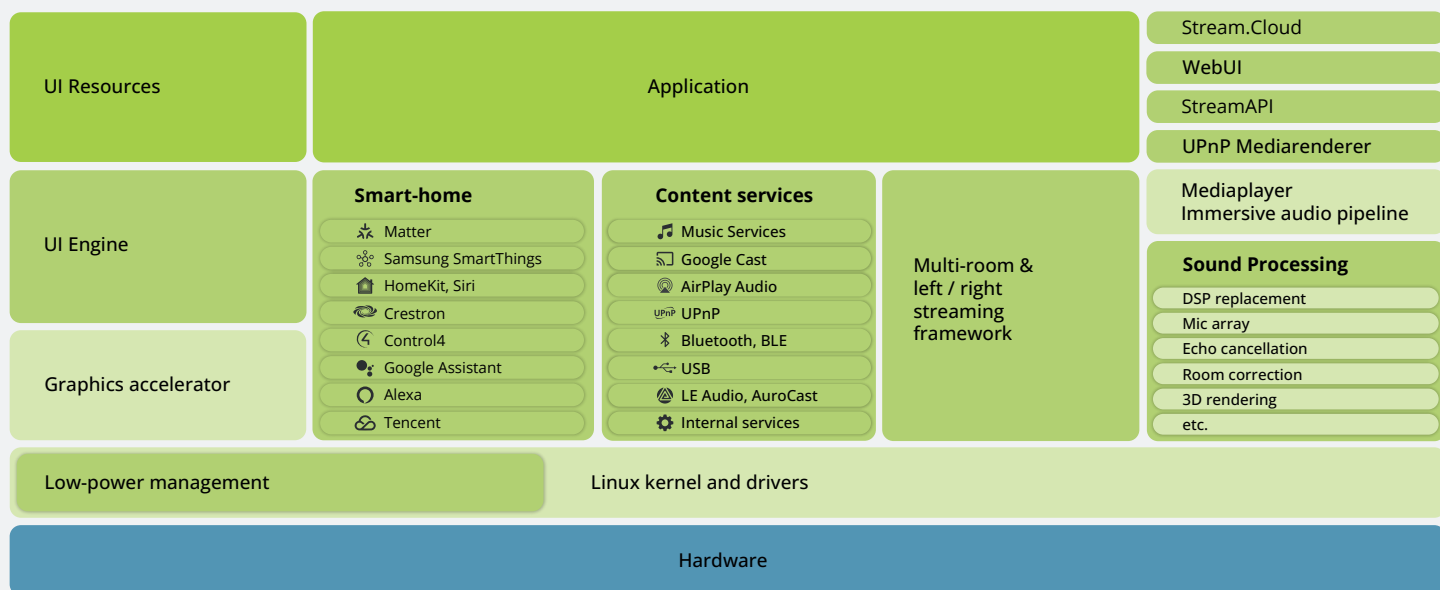 UI Resources
Application
Stream.Cloud
WebUI
StreamAPI
UPnP Mediarenderer
UI Engine
Graphics accelerator
Smart-home
Matter
Samsung SmartThings
HomeKit, Siri
Crestron
Control4
Google Assistant
Alexa
Tencent
Content services
Music Services
Google Cast
AirPlay Audio
UPnP UPnP
Bluetooth, BLE
USB
LE Audio, AuroCast
Internal services
Multi-room &
left / right
streaming
framework
Mediaplayer
Immersive audio pipeline
Sound Processing
DSP replacement
Mic array
Echo cancellation
Room correction
3D rendering
etc.
Low-power management
Linux kernel and drivers
Hardware